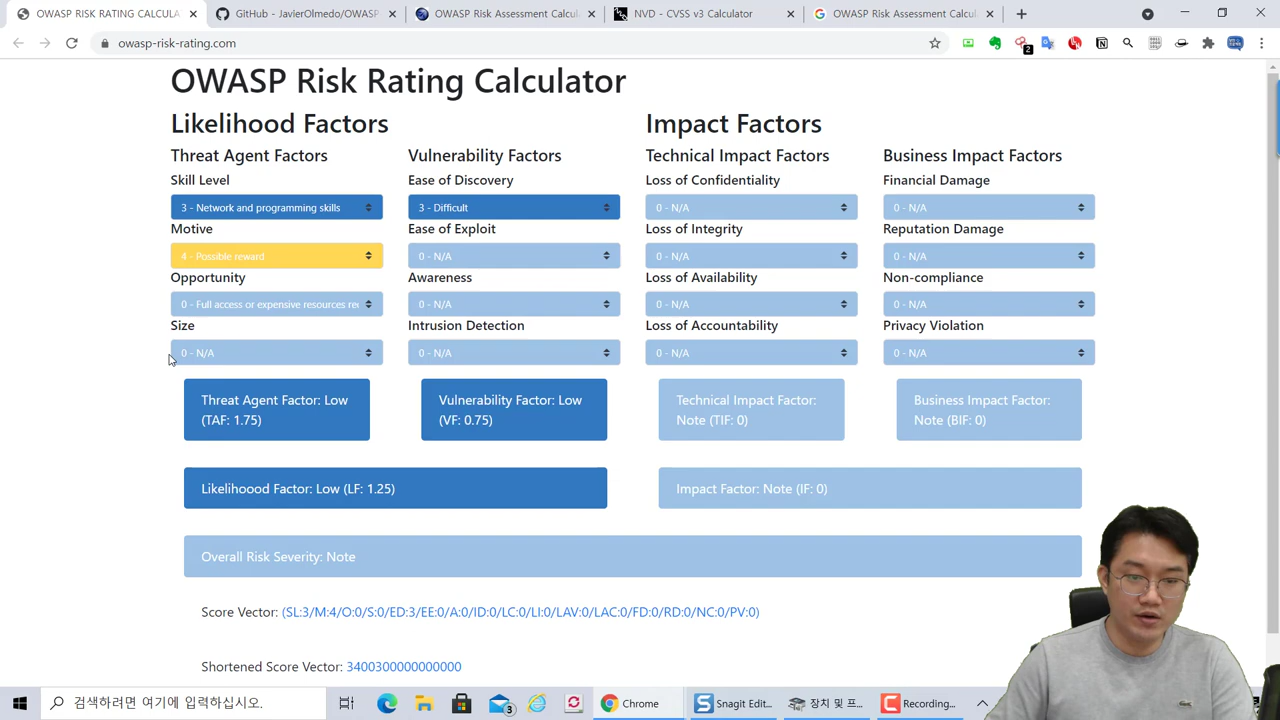 OWASP RISK RATING CALCULA
GitHub - JavierOlmedo/OWASP
OWASP Risk Assessment Calcul
NVD - CVSS v3 Calculator
OWASP Risk Assessment Calcul
owasp-risk-rating.com
2
OWASP Risk Rating Calculator
Likelihood Factors
Impact Factors
Threat Agent Factors
Vulnerability Factors
Technical Impact Factors
Business Impact Factors
Skill Level
Ease of Discovery
Loss of Confidentiality
Financial Damage
3 - Network and programming skills
3 - Difficult
0 - N/A
0 - N/A
Motive
Ease of Exploit
Loss of Integrity
Reputation Damage
4 - Possible reward
0 - N/A
0 - N/A
0 - N/A
Opportunity
Awareness
Loss of Availability
Non-compliance
0 - Full access or expensive resources rec
0 - N/A
0 - N/A
0 - N/A
Size
Intrusion Detection
Loss of Accountability
Privacy Violation
0 - N/A
0 - N/A
0 - N/A
0 - N/A
Threat Agent Factor: Low
(TAF: 1.75)
Vulnerability Factor: Low
(VF: 0.75)
Technical Impact Factor:
Note (TIF: 0)
Business Impact Factor:
Note (BIF: 0)
Likelihoood Factor: Low (LF: 1.25)
Impact Factor: Note (IF: 0)
Overall Risk Severity: Note
Score Vector: (SL:3/M:4/O:0/S:0/ED:3/EE:0/A:0/ID:0/LC:0/LI:0/LAV:0/LAC:0/FD:0/RD:0/NC:0/PV:0)
Shortened Score Vector: 3400300000000000
검색하려면 여기에 입력하십시오.
3
Chrome
Snagit Edit...
장치 및 프...
Recording...